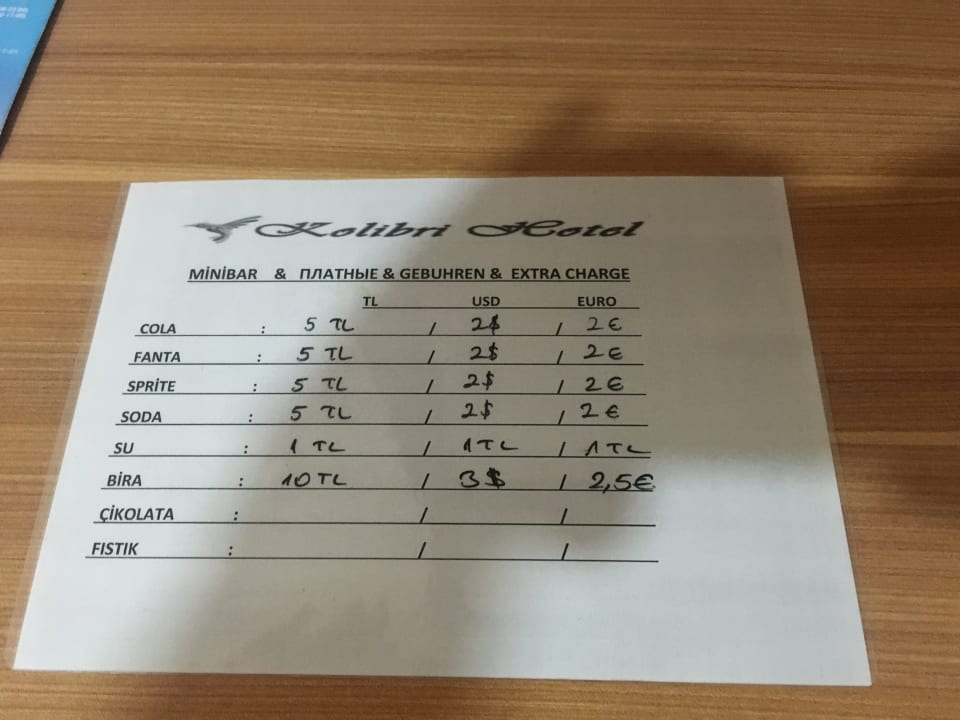 Kolibri Hotel
MİNİBAR & ПЛАТНЫЕ & GEBUHREN & EXTRA CHARGE
TL USD EURO
COLA : 5 TL / 2$ / 2€
FANTA : 5 TL / 2$ / 2€
SPRİTE : 5 TL / 2$ / 2€
SODA : 5 TL / 2$ / 2€
SU : 1 TL / 1 TL / 1 TL
BİRA : 10 TL / 3$ / 2,5€
ÇİKOLATA : / /
FISTIK : / /